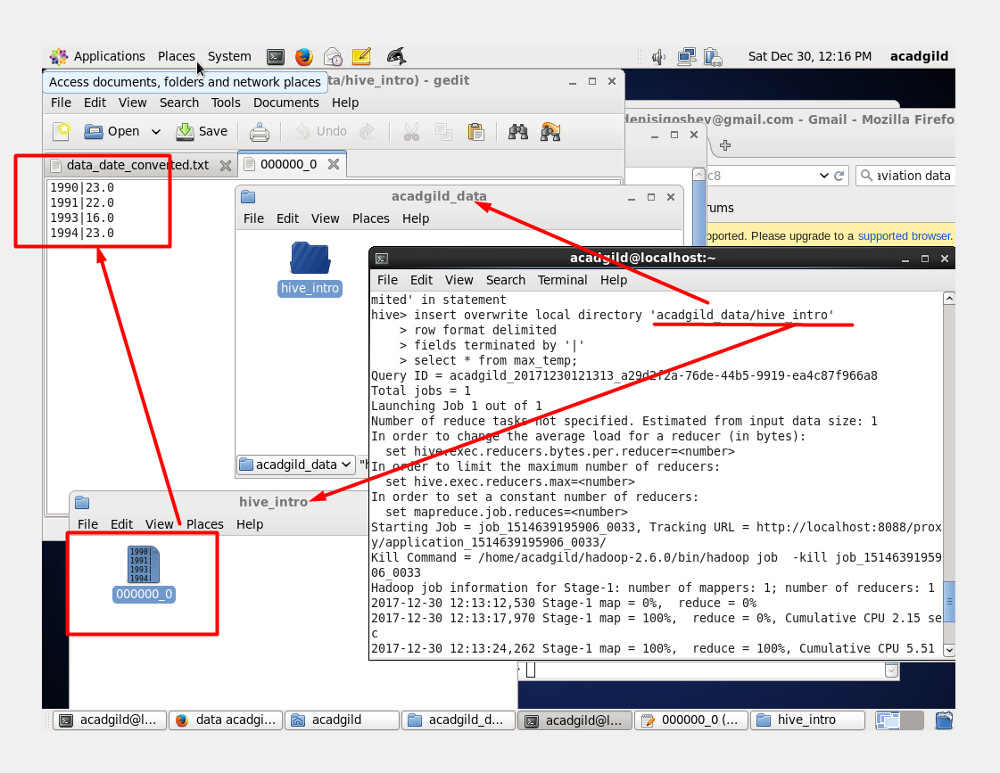 Applications Places System
Sat Dec 30, 12:16 PM acadgild
Access documents, folders and network places
ta/hive_intro) - gedit
File Edit View Search Tools Documents Help
Open Save Undo
data_date_converted.txt 000000_0
1990|23.0
1991|22.0
1993|16.0
1994|23.0
denisigoshev@gmail.com - Gmail - Mozilla Firefo
c8
aviation data
rums
pported. Please upgrade to a supported browser.
acadgild_data
File Edit View Places Help
hive_intro
acadgild_data "h
acadgild@localhost:~
File Edit View Search Terminal Help
mited' in statement
hive> insert overwrite local directory 'acadgild_data/hive_intro'
    > row format delimited
    > fields terminated by '|'
    > select * from max_temp;
Query ID = acadgild_20171230121313_a29d2f2a-76de-44b5-9919-ea4c87f966a8
Total jobs = 1
Launching Job 1 out of 1
Number of reduce tasks not specified. Estimated from input data size: 1
In order to change the average load for a reducer (in bytes):
  set hive.exec.reducers.bytes.per.reducer=<number>
In order to limit the maximum number of reducers:
  set hive.exec.reducers.max=<number>
In order to set a constant number of reducers:
  set mapreduce.job.reduces=<number>
Starting Job = job_1514639195906_0033, Tracking URL = http://localhost:8088/prox
y/application_1514639195906_0033/
Kill Command = /home/acadgild/hadoop-2.6.0/bin/hadoop job  -kill job_15146391959
06_0033
Hadoop job information for Stage-1: number of mappers: 1; number of reducers: 1
2017-12-30 12:13:12,530 Stage-1 map = 0%,  reduce = 0%
2017-12-30 12:13:17,970 Stage-1 map = 100%,  reduce = 0%, Cumulative CPU 2.15 se
c
2017-12-30 12:13:24,262 Stage-1 map = 100%,  reduce = 100%, Cumulative CPU 5.51
hive_intro
File Edit View Places Help
1990|
1991|
1993|
1994|
000000_0
acadgild@l... data acadgi... acadgild acadgild_d... acadgild@l... 000000_0 (... hive_intro